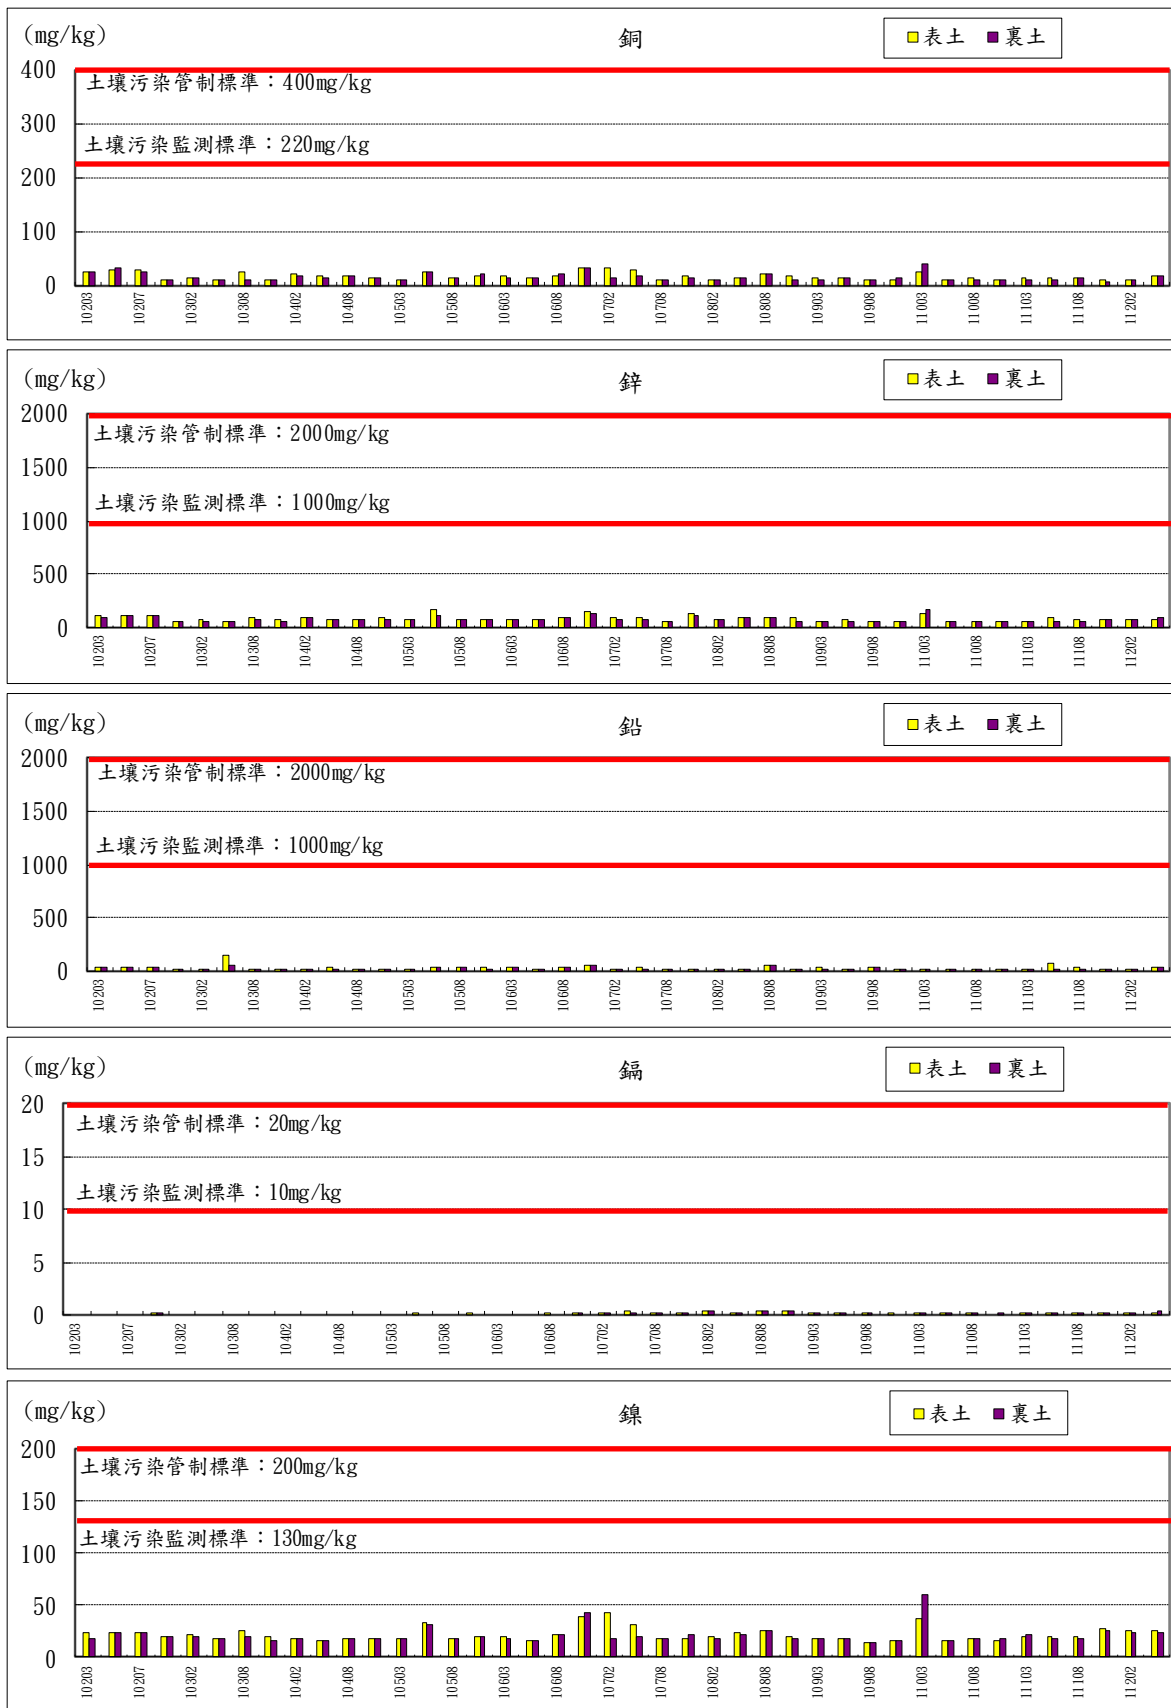 (mg/kg)
銅
表土 裏土
400
土壤污染管制標準：400mg/kg
300
土壤污染監測標準：220mg/kg
200
100
0
10203 10207 10302 10308 10402 10408 10503 10508 10603 10608 10702 10708 10802 10808 10903 10908 11003 11008 11103 11108 11202
(mg/kg)
鋅
表土 裏土
2000
土壤污染管制標準：2000mg/kg
1500
土壤污染監測標準：1000mg/kg
1000
500
0
10203 10207 10302 10308 10402 10408 10503 10508 10603 10608 10702 10708 10802 10808 10903 10908 11003 11008 11103 11108 11202
(mg/kg)
鉛
表土 裏土
2000
土壤污染管制標準：2000mg/kg
1500
土壤污染監測標準：1000mg/kg
1000
500
0
10203 10207 10302 10308 10402 10408 10503 10508 10603 10608 10702 10708 10802 10808 10903 10908 11003 11008 11103 11108 11202
(mg/kg)
鎘
表土 裏土
20
土壤污染管制標準：20mg/kg
15
土壤污染監測標準：10mg/kg
10
5
0
10203 10207 10302 10308 10402 10408 10503 10508 10603 10608 10702 10708 10802 10808 10903 10908 11003 11008 11103 11108 11202
(mg/kg)
鎳
表土 裏土
200
土壤污染管制標準：200mg/kg
150
土壤污染監測標準：130mg/kg
100
50
0
10203 10207 10302 10308 10402 10408 10503 10508 10603 10608 10702 10708 10802 10808 10903 10908 11003 11008 11103 11108 11202